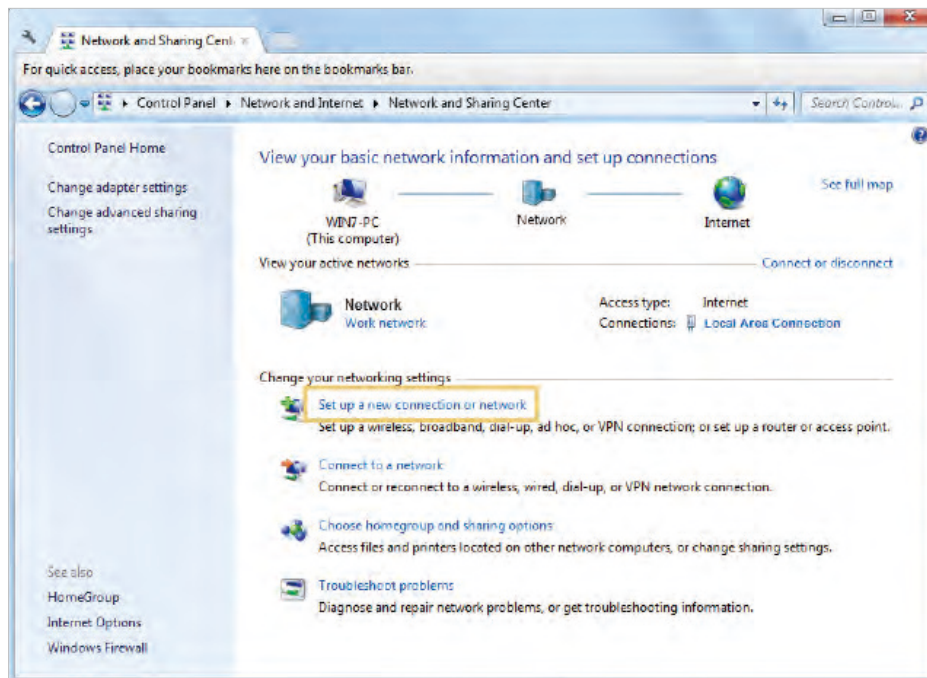 Network and Sharing Cent
For quick access, place your bookmarks here on the bookmarks bar.
Control Panel Network and Internet Network and Sharing Center
Search Control...
Control Panel Home
Change adapter settings
Change advanced sharing
settings
View your basic network information and set up connections
See full map
WIN7-PC
(This computer)
Network
Internet
View your active networks
Connect or disconnect
Network
Work network
Access type: Internet
Connections: Local Area Connection
Change your networking settings
Set up a new connection or network
Set up a wireless, broadband, dial-up, ad hoc, or VPN connection; or set up a router or access point.
Connect to a network
Connect or reconnect to a wireless, wired, dial-up, or VPN network connection.
Choose homegroup and sharing options
Access files and printers located on other network computers, or change sharing settings.
Troubleshoot problems
Diagnose and repair network problems, or get troubleshooting information.
See also
HomeGroup
Internet Options
Windows Firewall